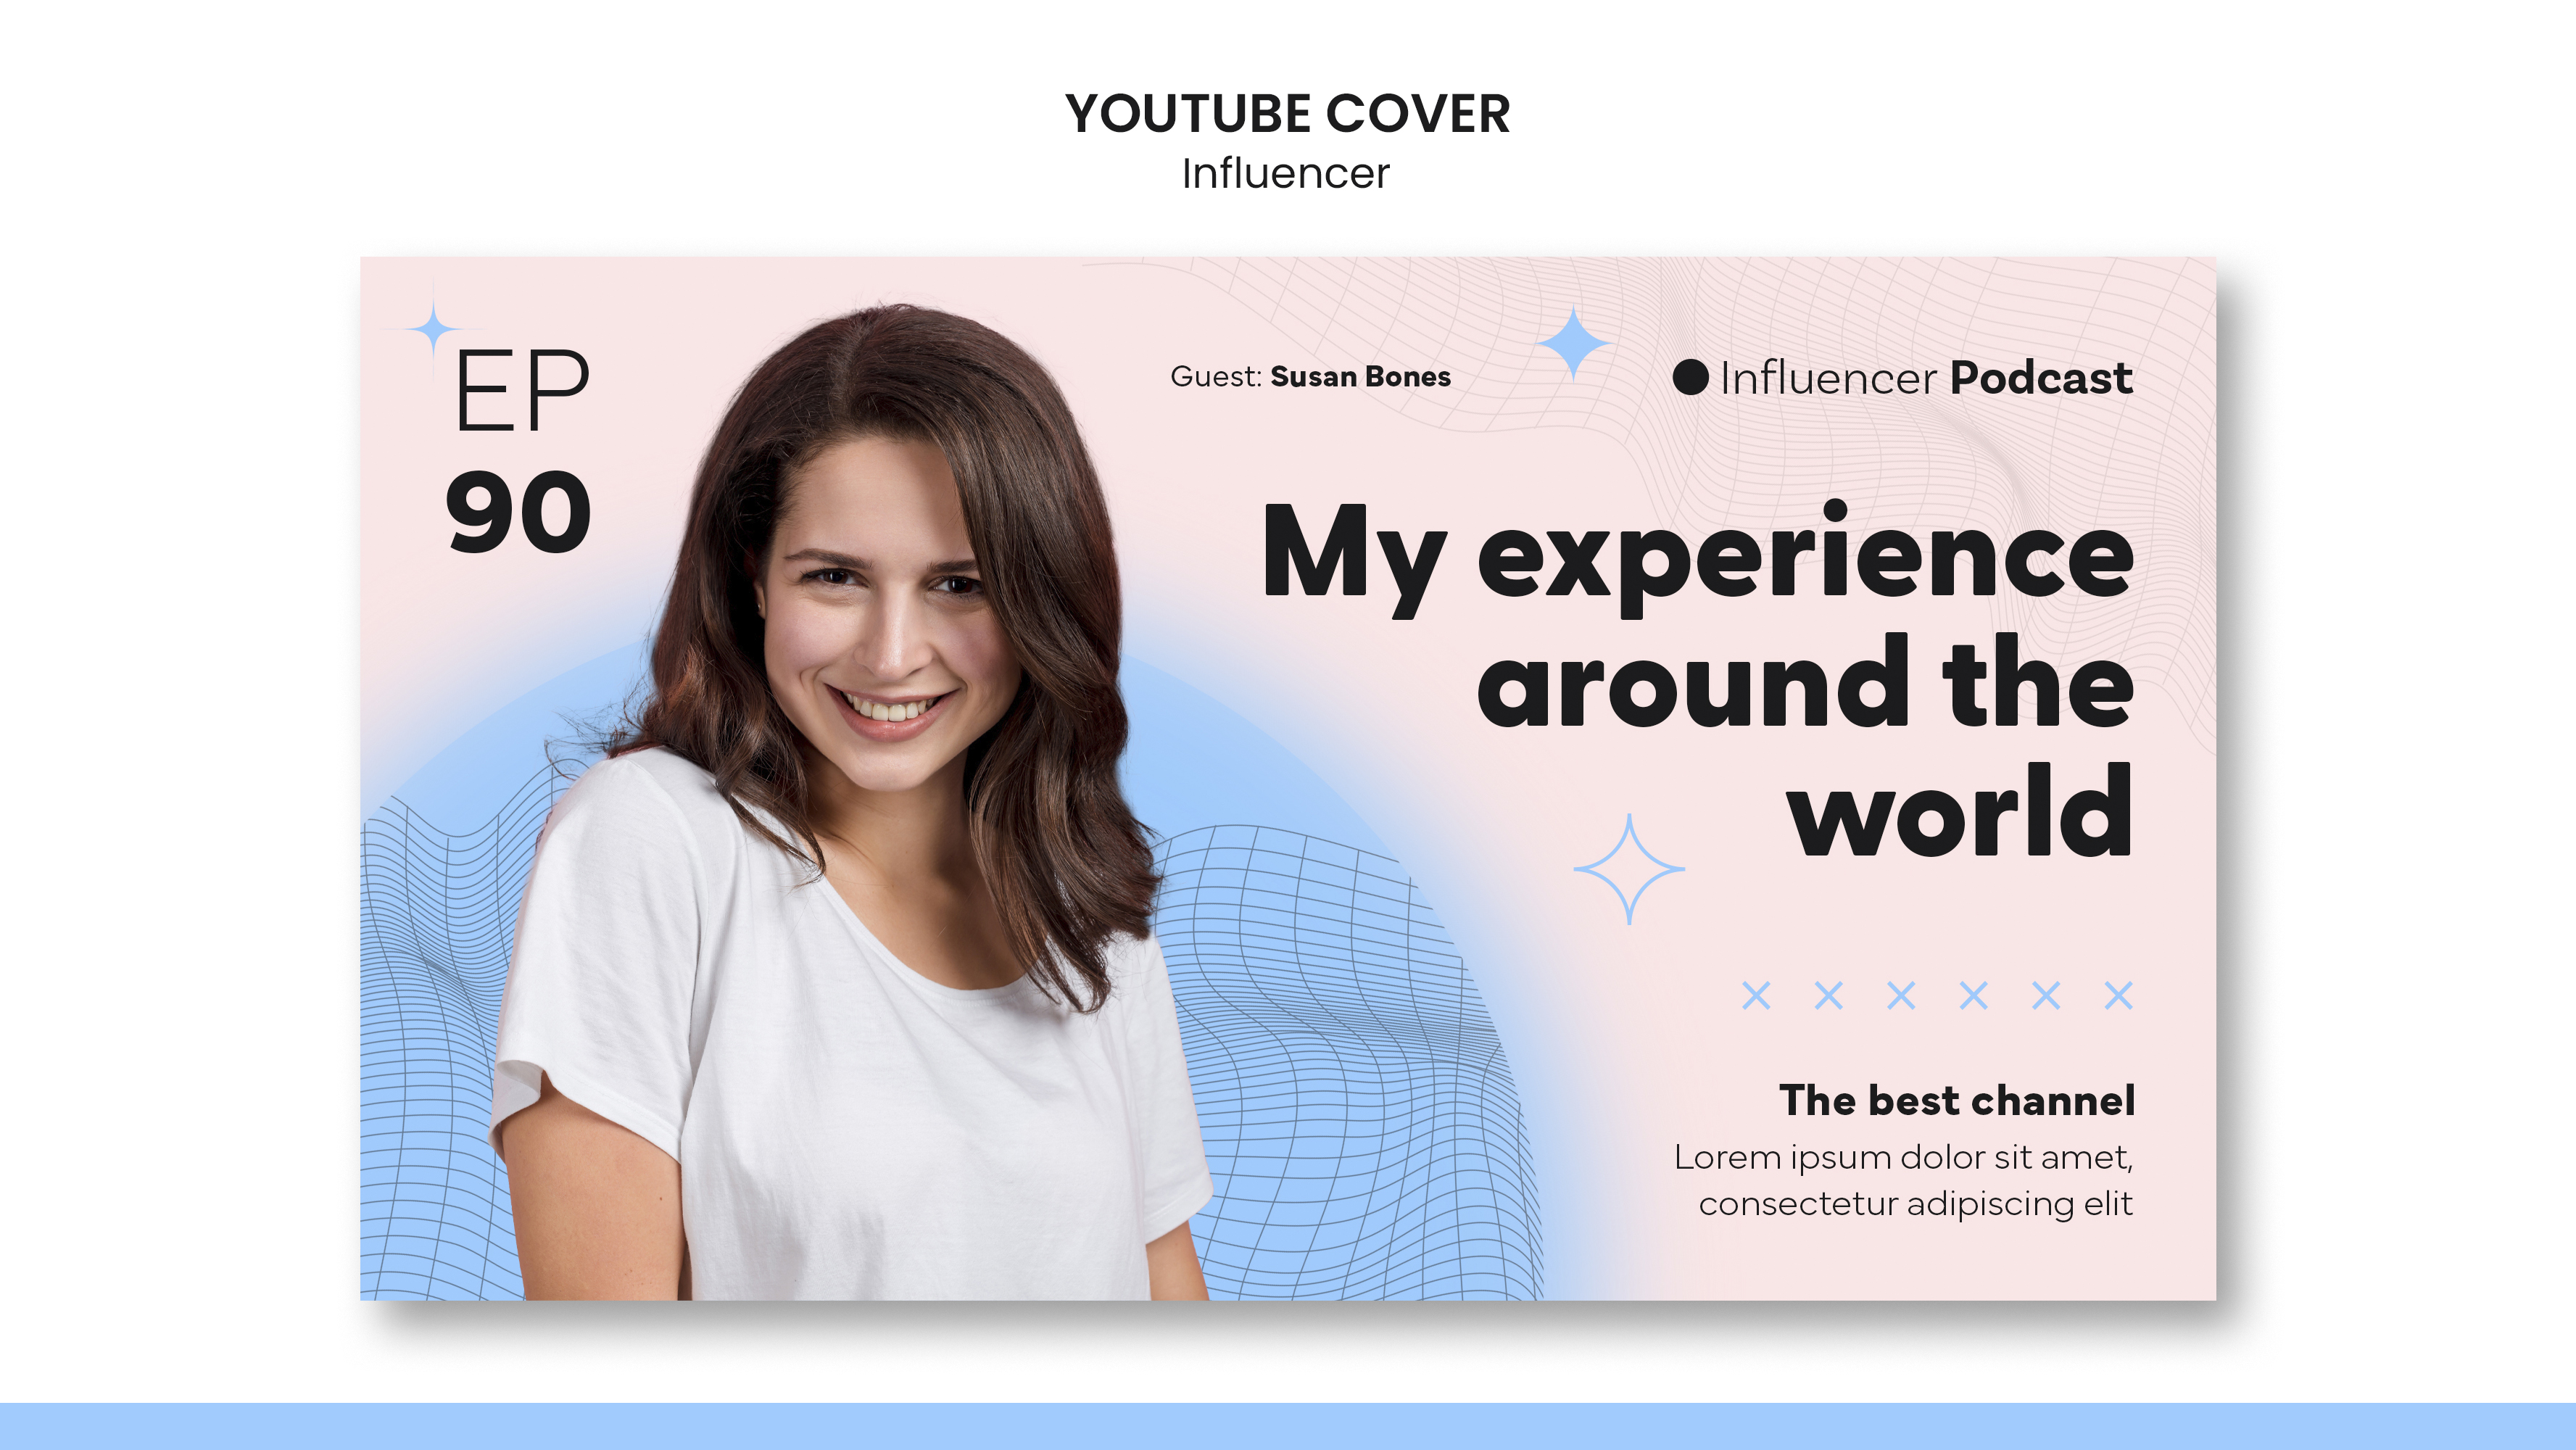 YOUTUBE COVER
Influencer
EP
90
Guest: Susan Bones
Influencer Podcast
My experience
around the
world
The best channel
Lorem ipsum dolor sit amet,
consectetur adipiscing elit